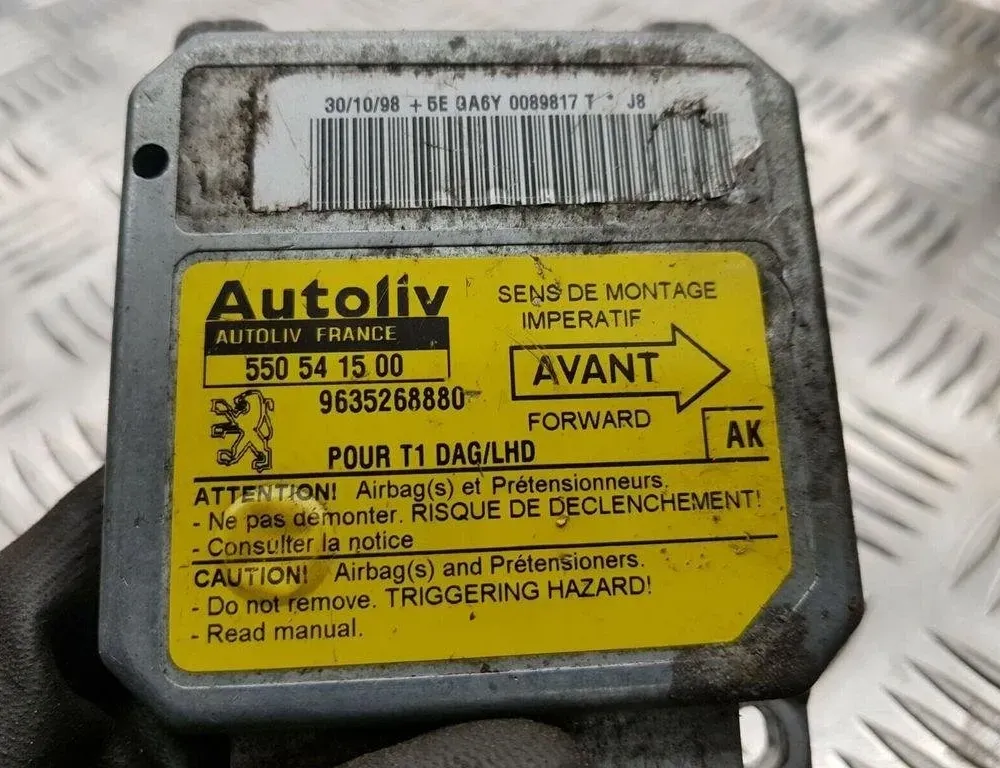 30/10/98 + 5E QA6Y 0089817 T * J8
Autoliv
AUTOLIV FRANCE
550 54 15 00
9635268880
POUR T1 DAG/LHD
SENS DE MONTAGE
IMPERATIF
AVANT
FORWARD
AK
ATTENTION! Airbag(s) et Prétensionneurs.
- Ne pas démonter. RISQUE DE DECLENCHEMENT!
- Consulter la notice
CAUTION! Airbag(s) and Prétensioners.
- Do not remove. TRIGGERING HAZARD!
- Read manual.